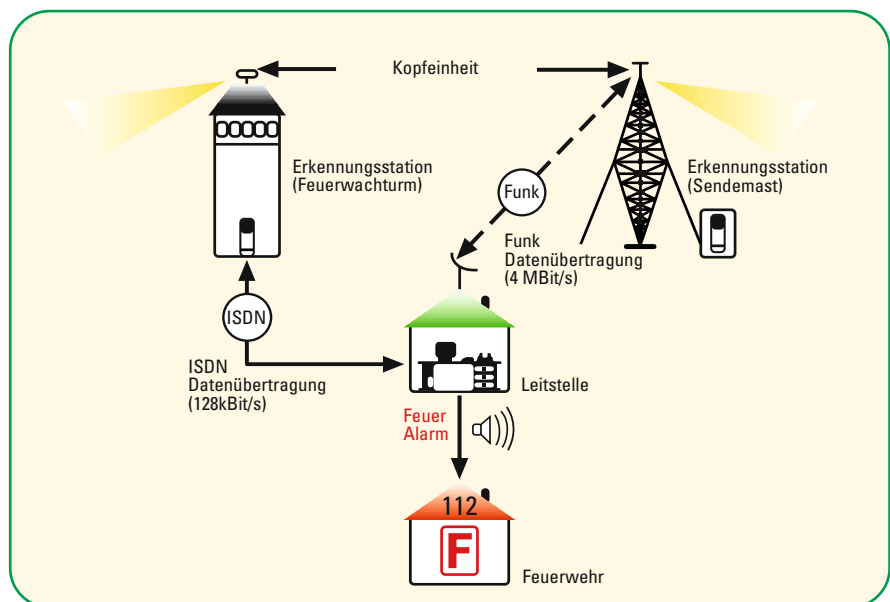 Kopfeinheit
Erkennungsstation
(Feuerwachturm)
Erkennungsstation
(Sendemast)
Funk
Funk
Datenübertragung
(4 MBit/s)
ISDN
ISDN
Datenübertragung
(128kBit/s)
Leitstelle
Feuer
Alarm
112
F
Feuerwehr